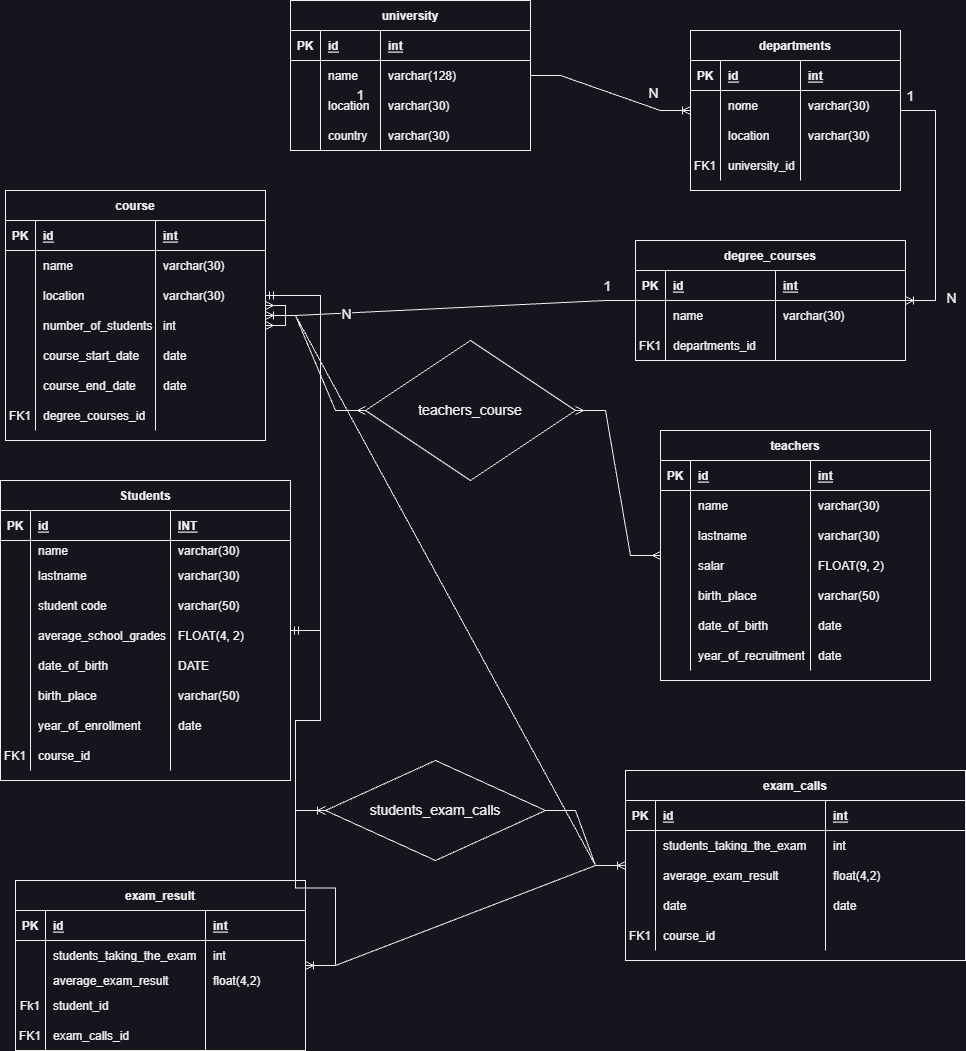 university
PK id int
name varchar(128)
1
location varchar(30)
country varchar(30)
N
departments
PK id int
nome varchar(30)
location varchar(30)
FK1 university_id
1
course
PK id int
name varchar(30)
location varchar(30)
number_of_students int
course_start_date date
course_end_date date
FK1 degree_courses_id
N
1
degree_courses
PK id int
name varchar(30)
FK1 departments_id
N
teachers_course
teachers
PK id int
name varchar(30)
lastname varchar(30)
salar FLOAT(9, 2)
birth_place varchar(50)
date_of_birth date
year_of_recruitment date
Students
PK id INT
name varchar(30)
lastname varchar(30)
student code varchar(50)
average_school_grades FLOAT(4, 2)
date_of_birth DATE
birth_place varchar(50)
year_of_enrollment date
FK1 course_id
students_exam_calls
exam_calls
PK id int
students_taking_the_exam int
average_exam_result float(4,2)
date date
FK1 course_id
exam_result
PK id int
students_taking_the_exam int
average_exam_result float(4,2)
Fk1 student_id
FK1 exam_calls_id